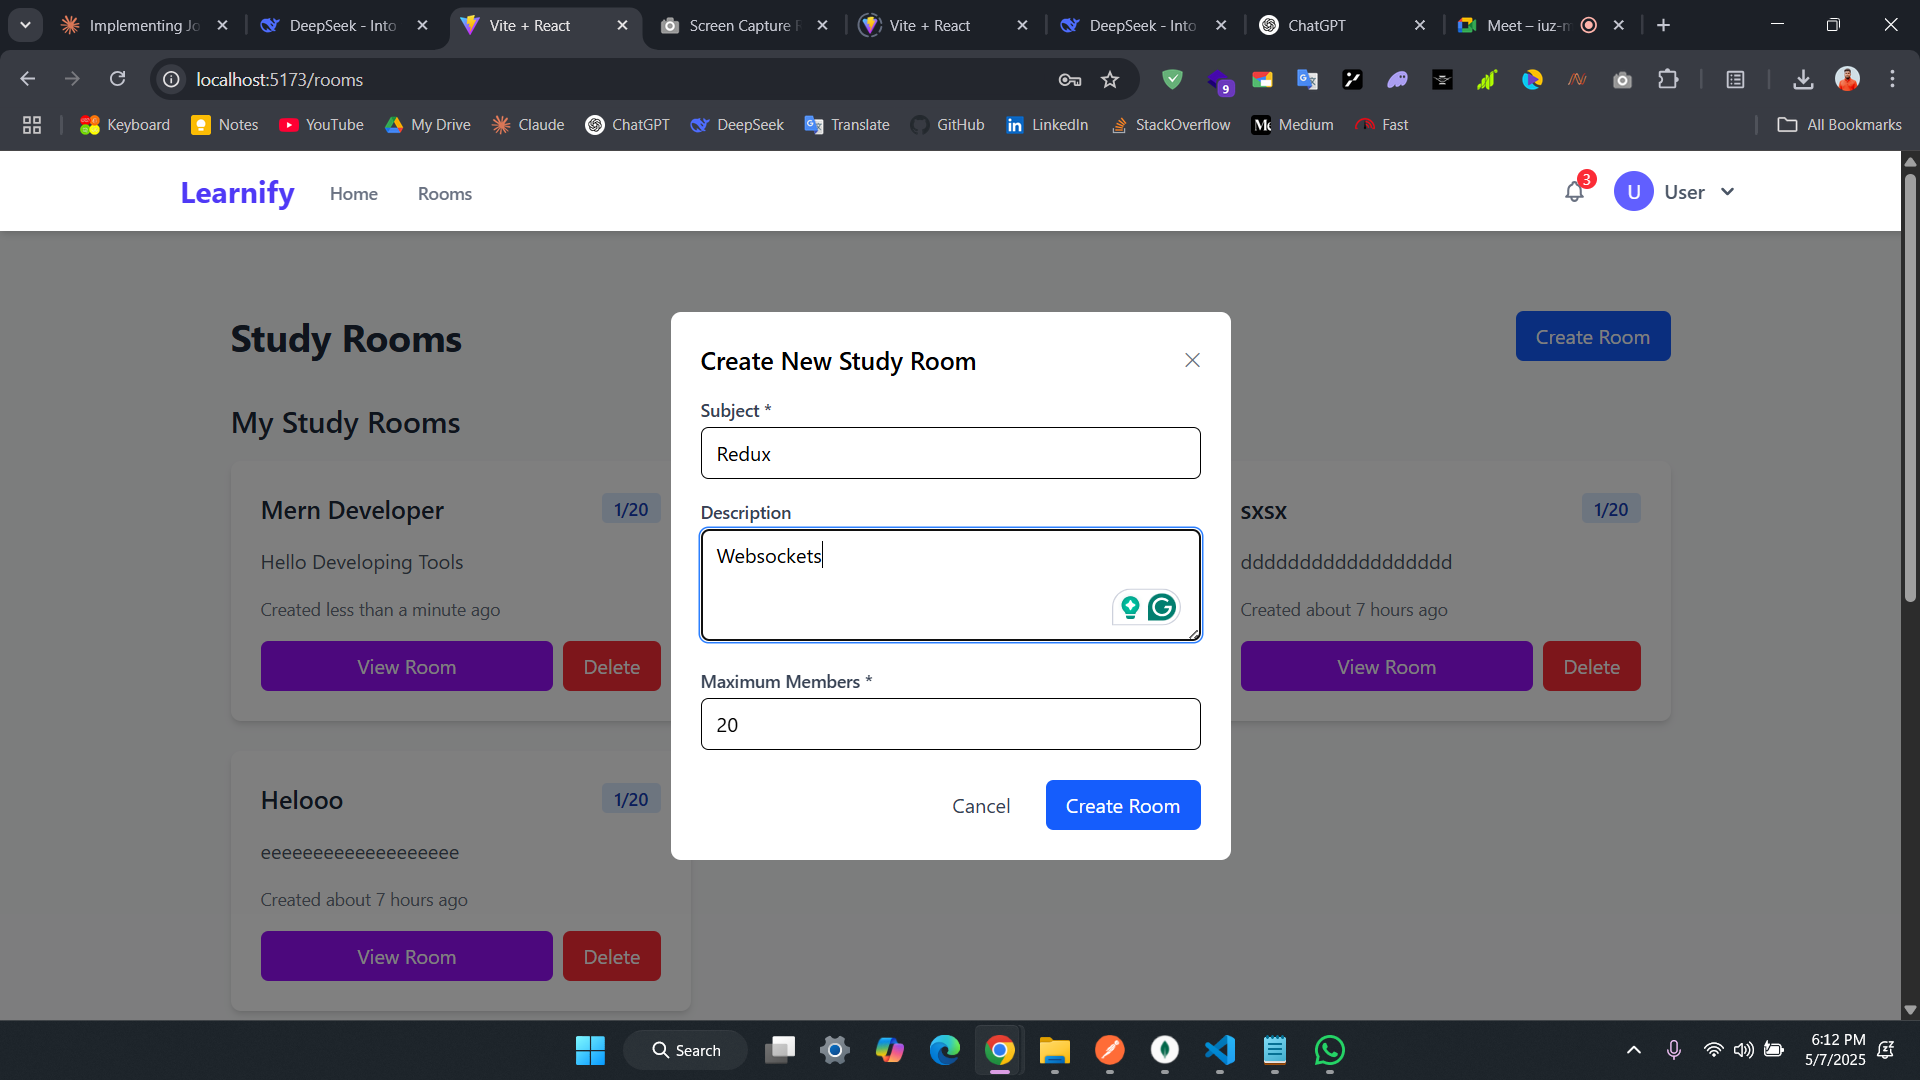 Implementing Jo
DeepSeek - Into
Vite + React
Screen Capture
Vite + React
DeepSeek - Into
ChatGPT
Meet – iuz-
localhost:5173/rooms
9
Keyboard
Notes
YouTube
My Drive
Claude
ChatGPT
DeepSeek
Translate
GitHub
LinkedIn
StackOverflow
Medium
Fast
All Bookmarks
Learnify
Home
Rooms
3
U
User
Study Rooms
Create Room
My Study Rooms
Mern Developer
1/20
Hello Developing Tools
Created less than a minute ago
View Room
Delete
Create New Study Room
Subject *
Redux
Description
Websockets
Maximum Members *
20
Cancel
Create Room
sxsx
1/20
dddddddddddddddddd
Created about 7 hours ago
View Room
Delete
Helooo
1/20
eeeeeeeeeeeeeeeeeee
Created about 7 hours ago
View Room
Delete
Search
6:12 PM
5/7/2025